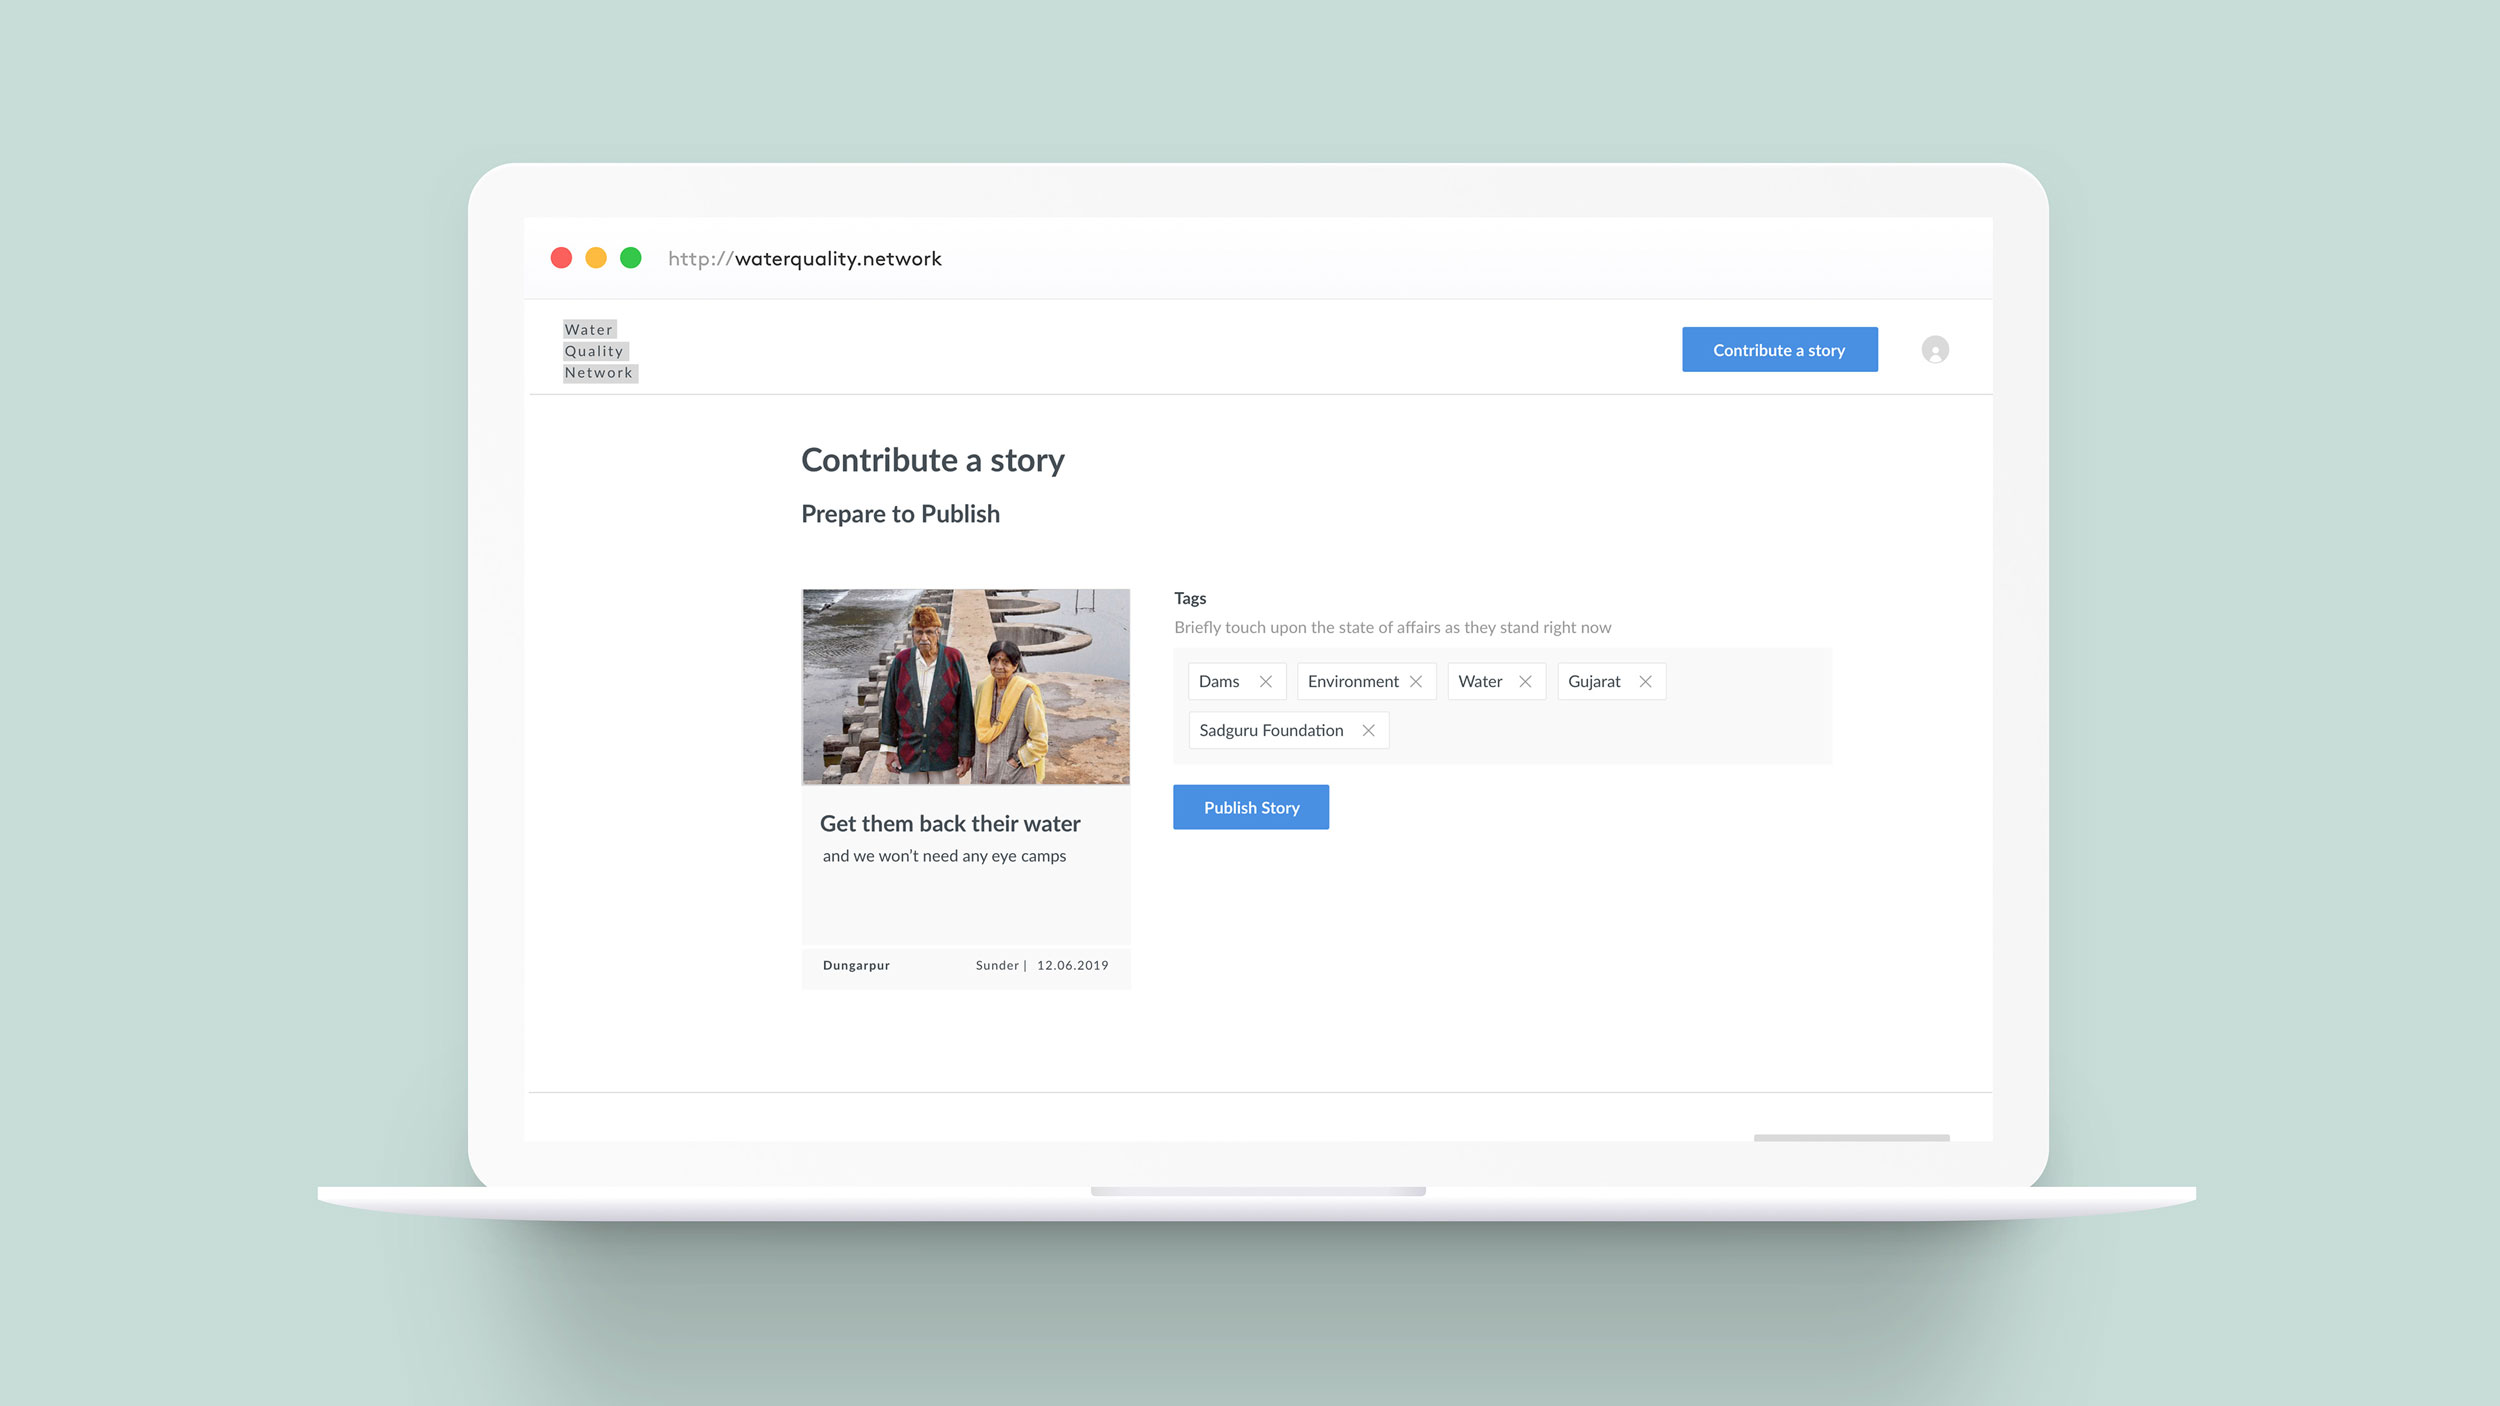 http://waterquality.network
Water
Quality
Network
Contribute a story
Contribute a story
Prepare to Publish
Get them back their water
and we won't need any eye camps
Dungarpur
Sunder | 12.06.2019
Tags
Briefly touch upon the state of affairs as they stand right now
Dams
Environment
Water
Gujarat
Sadguru Foundation
Publish Story